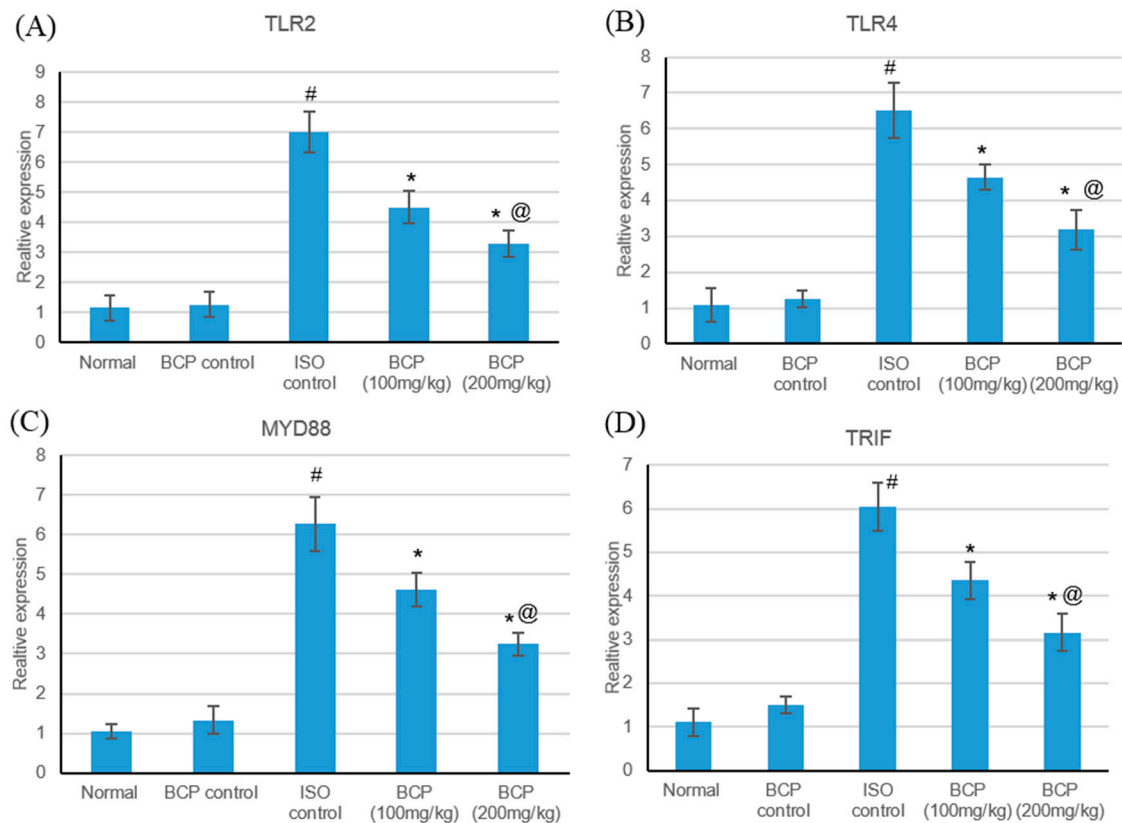 (A)
TLR2
Realtive expression
9
8
7
6
5
4
3
2
1
0
#
*
* @
Normal
BCP control
ISO
control
BCP
(100mg/kg)
BCP
(200mg/kg)
(B)
TLR4
Realtive expression
8
7
6
5
4
3
2
1
0
#
*
* @
Normal
BCP
control
ISO
control
BCP
(100mg/kg)
BCP
(200mg/kg)
(C)
MYD88
Realtive expression
8
7
6
5
4
3
2
1
0
#
*
*@
Normal
BCP control
ISO
control
BCP
(100mg/kg)
BCP
(200mg/kg)
(D)
TRIF
Realtive expression
7
6
5
4
3
2
1
0
#
*
*@
Normal
BCP
control
ISO
control
BCP
(100mg/kg)
BCP
(200mg/kg)